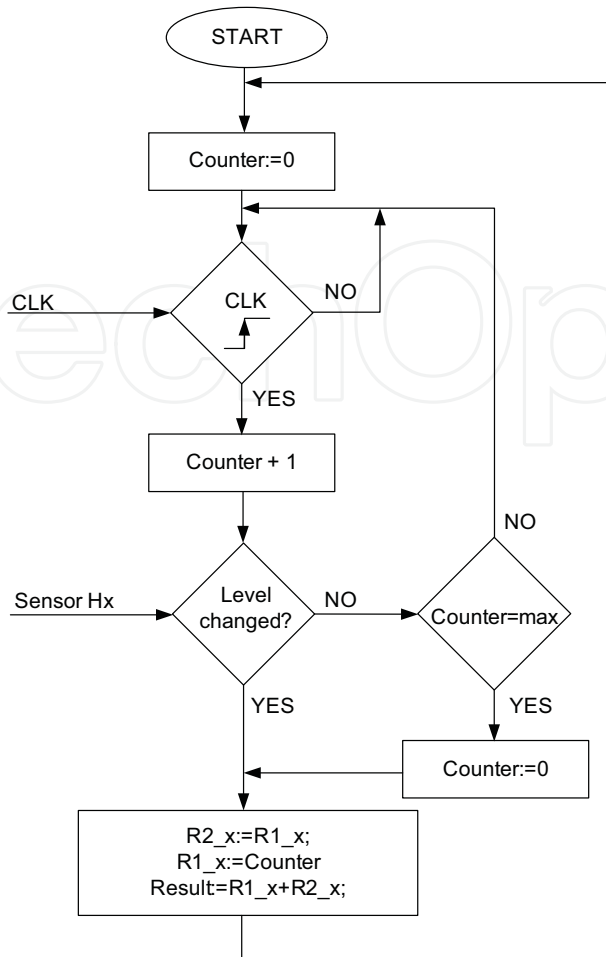 START
Counter:=0
CLK
CLK
NO
YES
Counter + 1
NO
Sensor Hx
Level
changed?
NO
Counter=max
YES
YES
Counter:=0
R2_x:=R1_x;
R1_x:=Counter
Result:=R1_x+R2_x;